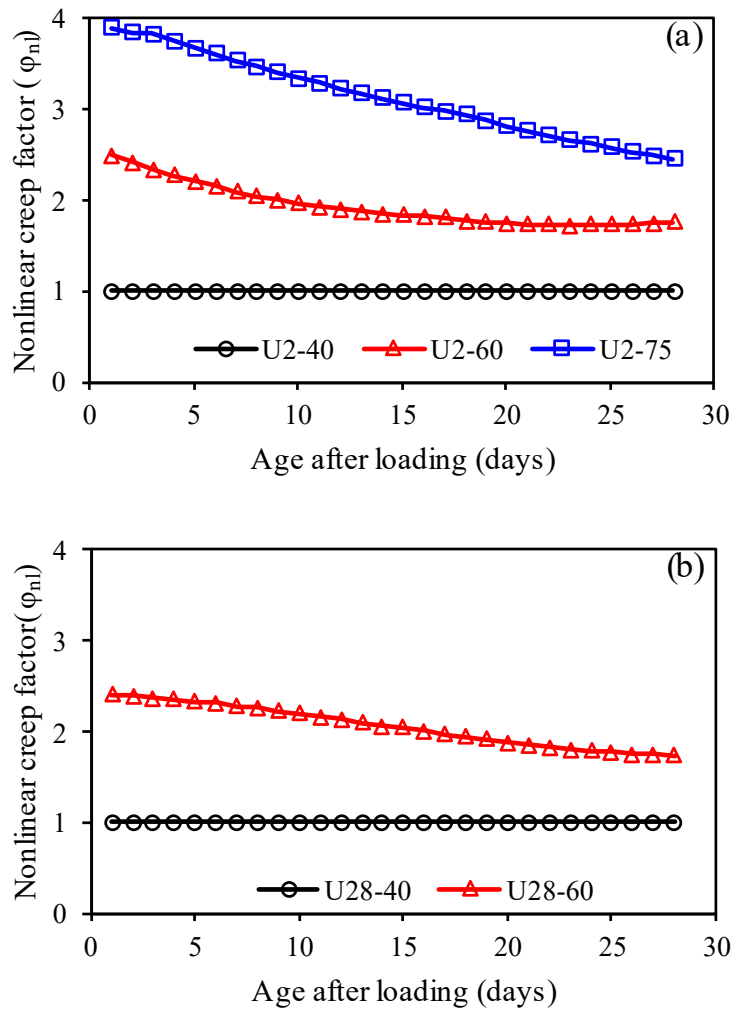 (a)
Nonlinear creep factor ( φnl)
4
3
2
1
0
U2-40 U2-60 U2-75
0 5 10 15 20 25 30
Age after loading (days)
(b)
Nonlinear creep factor( φnl)
4
3
2
1
0
U28-40 U28-60
0 5 10 15 20 25 30
Age after loading (days)